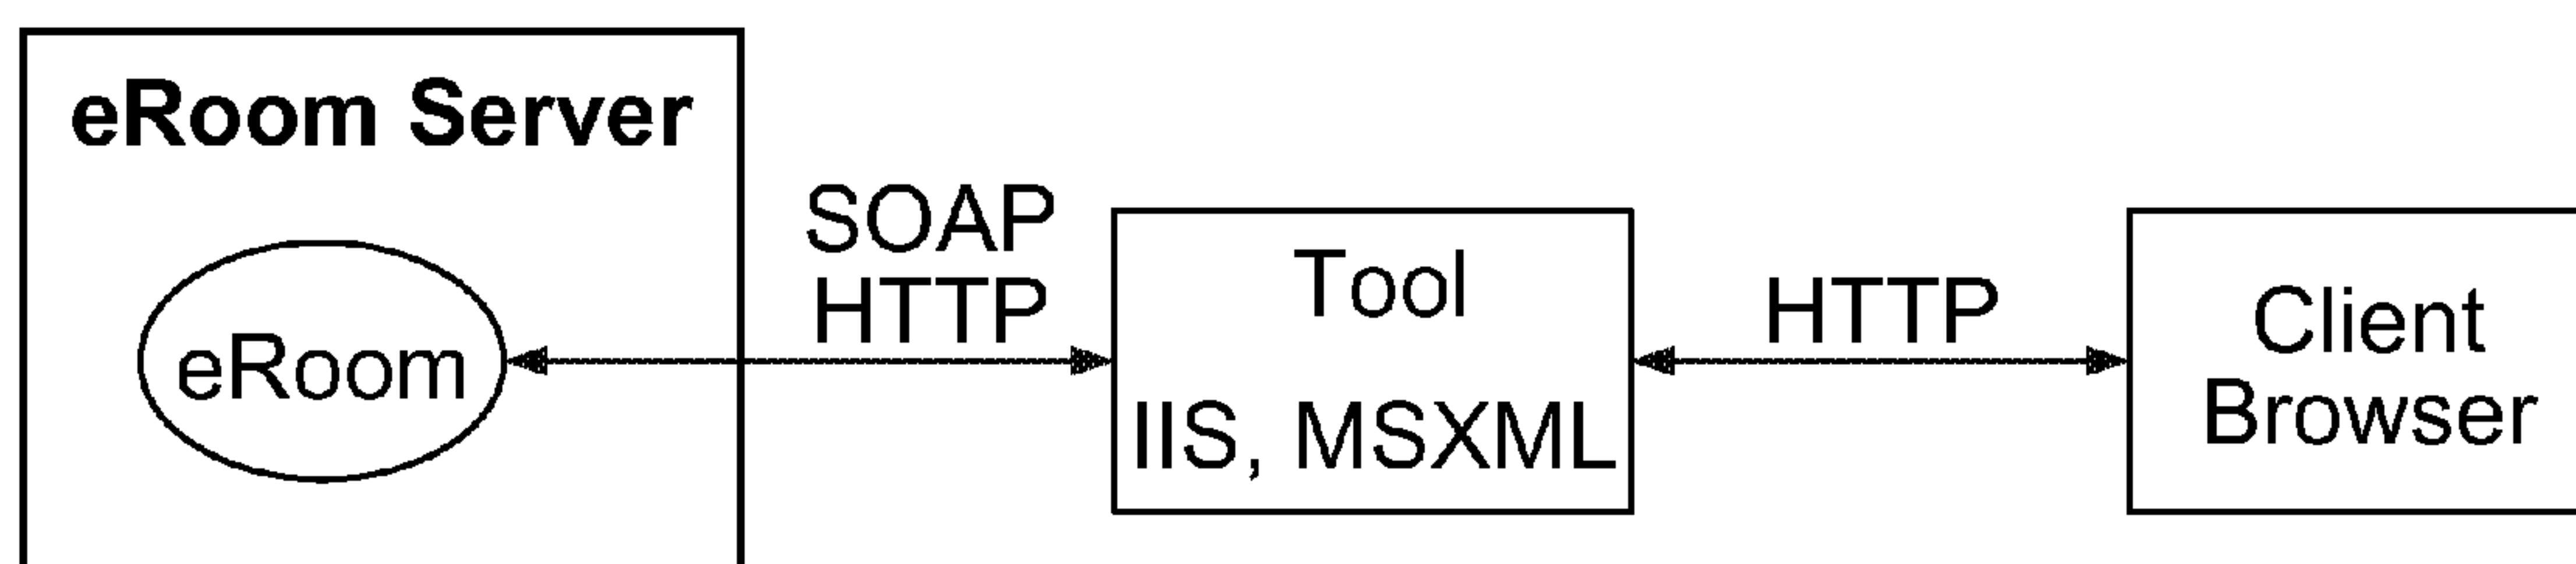 eRoom Server
eRoom
SOAP
HTTP
Tool
IIS, MSXML
HTTP
Client
Browser